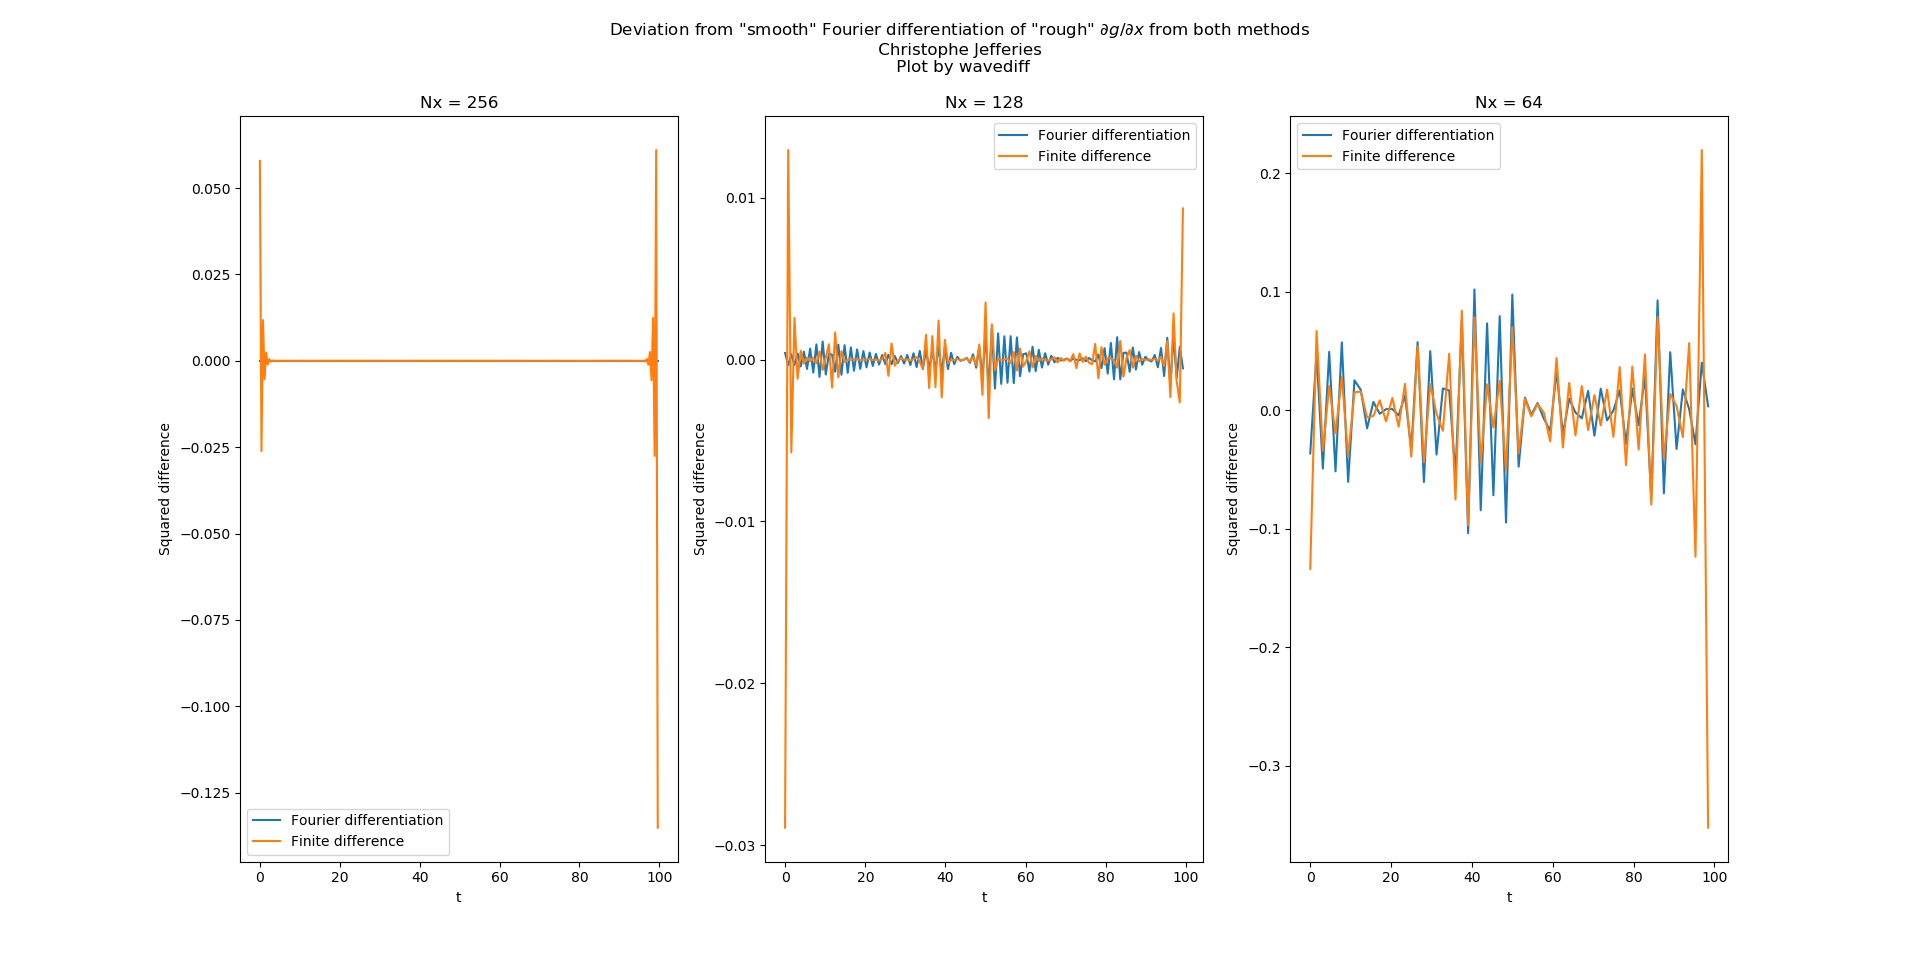 Deviation from "smooth" Fourier differentiation of "rough" ∂g/∂x from both methods
Christophe Jefferies
Plot by wavediff
Nx = 256
0.050
0.025
0.000
−0.025
−0.050
−0.075
−0.100
−0.125
Squared difference
Fourier differentiation
Finite difference
0 20 40 60 80 100
t
Nx = 128
Fourier differentiation
Finite difference
0.01
0.00
−0.01
−0.02
−0.03
Squared difference
0 20 40 60 80 100
t
Nx = 64
Fourier differentiation
Finite difference
0.2
0.1
0.0
−0.1
−0.2
−0.3
Squared difference
0 20 40 60 80 100
t